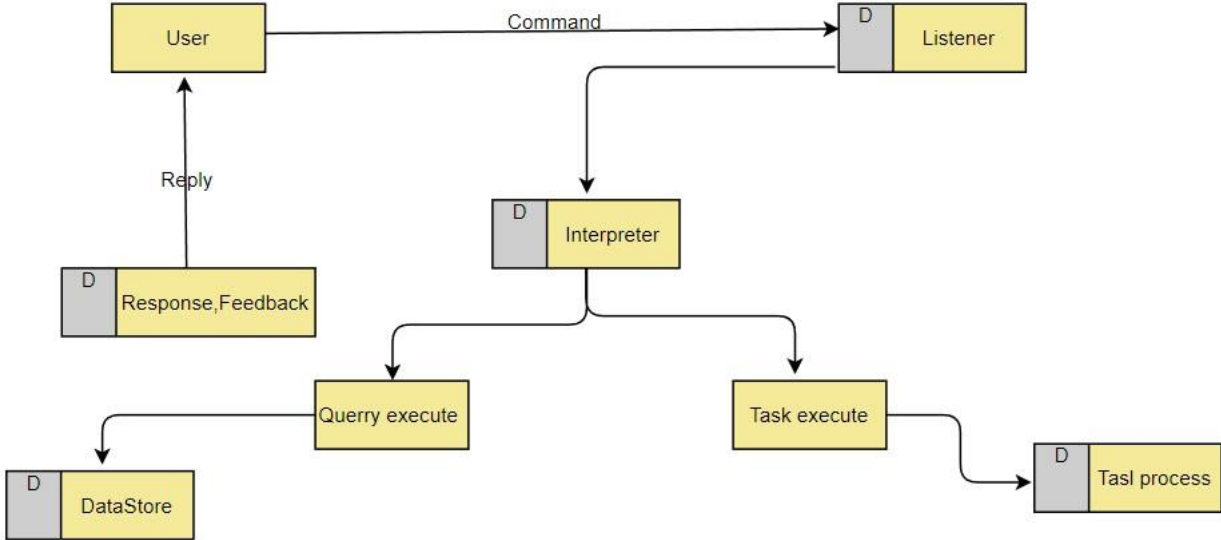 User
Command
D
Listener
Reply
D
Interpreter
D
Response,Feedback
Querry execute
Task execute
D
DataStore
D
Tasl process